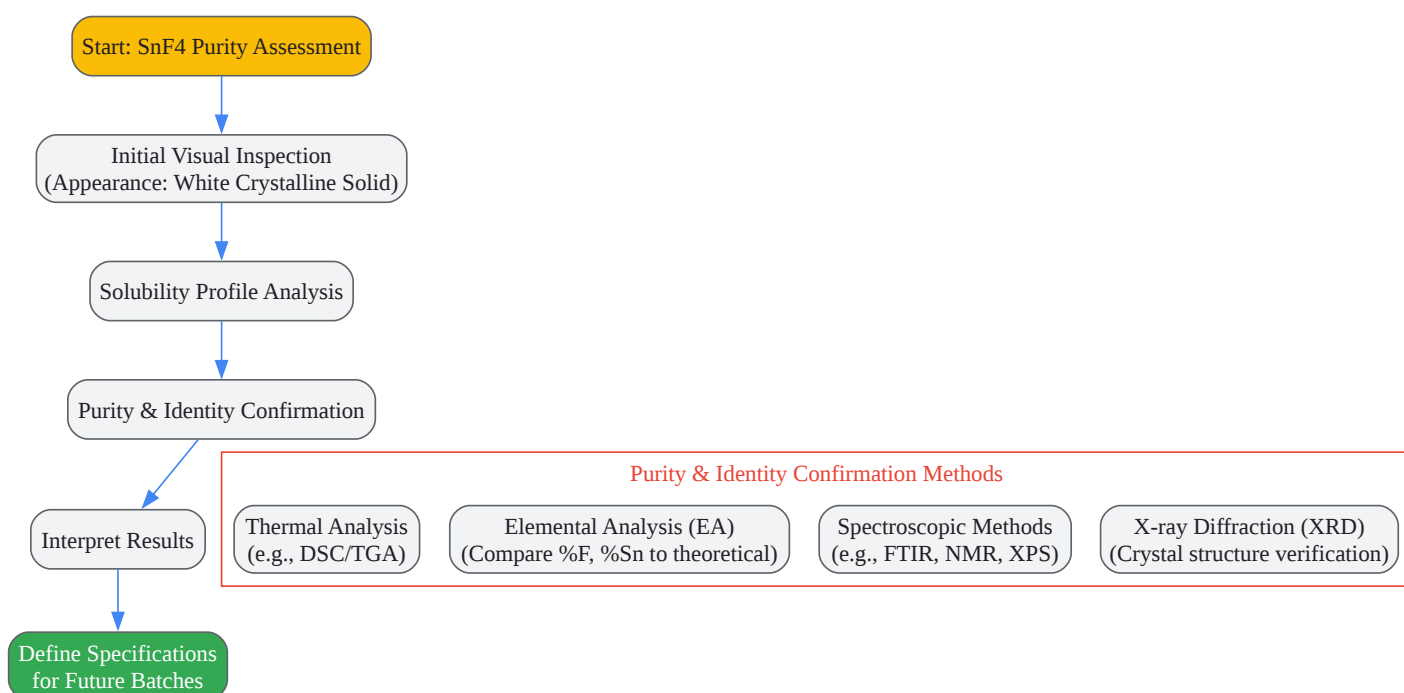 Start: SnF4 Purity Assessment
Initial Visual Inspection
(Appearance: White Crystalline Solid)
Solubility Profile Analysis
Purity & Identity Confirmation
Purity & Identity Confirmation Methods
Interpret Results
Thermal Analysis
(e.g., DSC/TGA)
Elemental Analysis (EA)
(Compare %F, %Sn to theoretical)
Spectroscopic Methods
(e.g., FTIR, NMR, XPS)
X-ray Diffraction (XRD)
(Crystal structure verification)
Define Specifications
for Future Batches